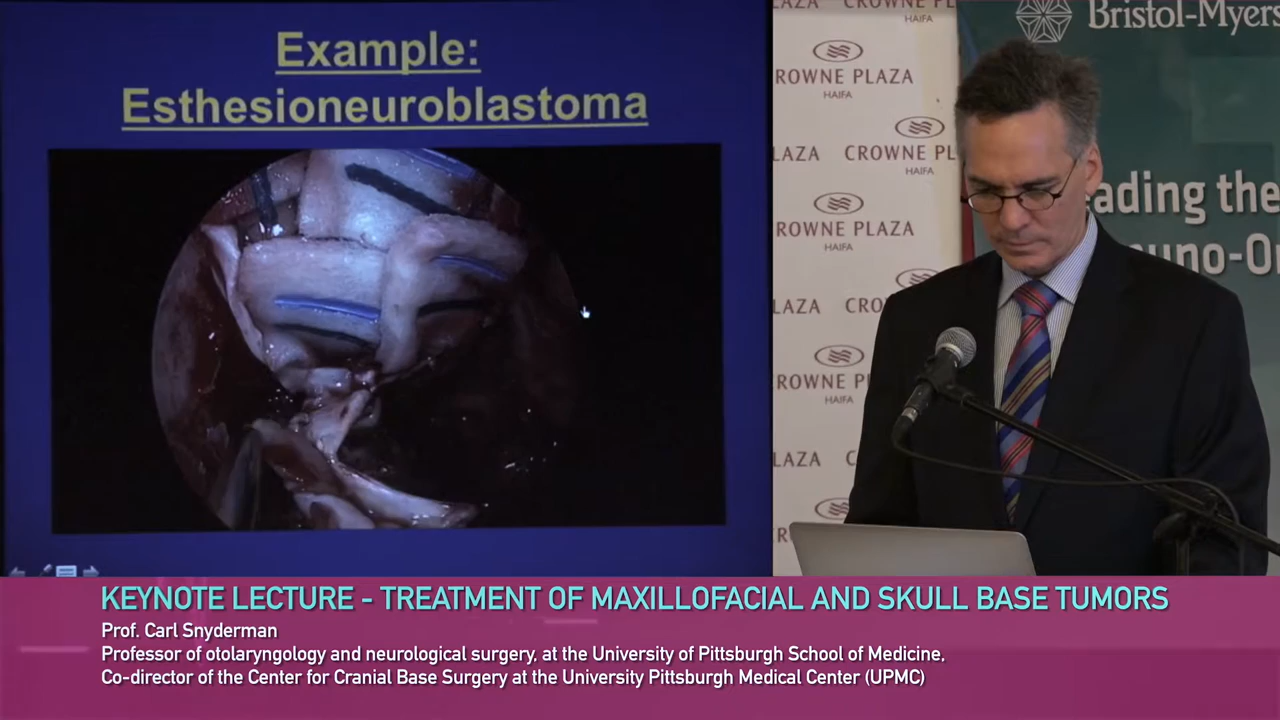 Example:
Esthesioneuroblastoma
AZA CROWNE PLAZA
HAIFA
Bristol-Myers
ROWNE PLAZA
HAIFA
LAZA CROWNE PL
HAIFA
ading the
ROWNE PLAZA
HAIFA
uno-O
LAZA CRO
ROWNE PLAZA
HAIFA
LAZA C
KEYNOTE LECTURE - TREATMENT OF MAXILLOFACIAL AND SKULL BASE TUMORS
Prof. Carl Snyderman
Professor of otolaryngology and neurological surgery, at the University of Pittsburgh School of Medicine,
Co-director of the Center for Cranial Base Surgery at the University Pittsburgh Medical Center (UPMC)